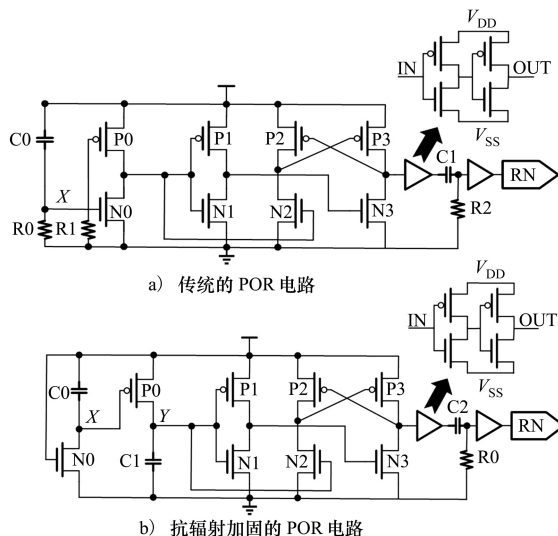 V_DD
IN
OUT
V_SS
C0
P0
P1
P2
P3
C1
RN
X
N0
N1
N2
N3
R0
R1
R2
a) 传统的 POR 电路
V_DD
IN
OUT
V_SS
C0
P0
P1
P2
P3
C2
RN
X
Y
N0
C1
N1
N2
N3
R0
b) 抗辐射加固的 POR 电路